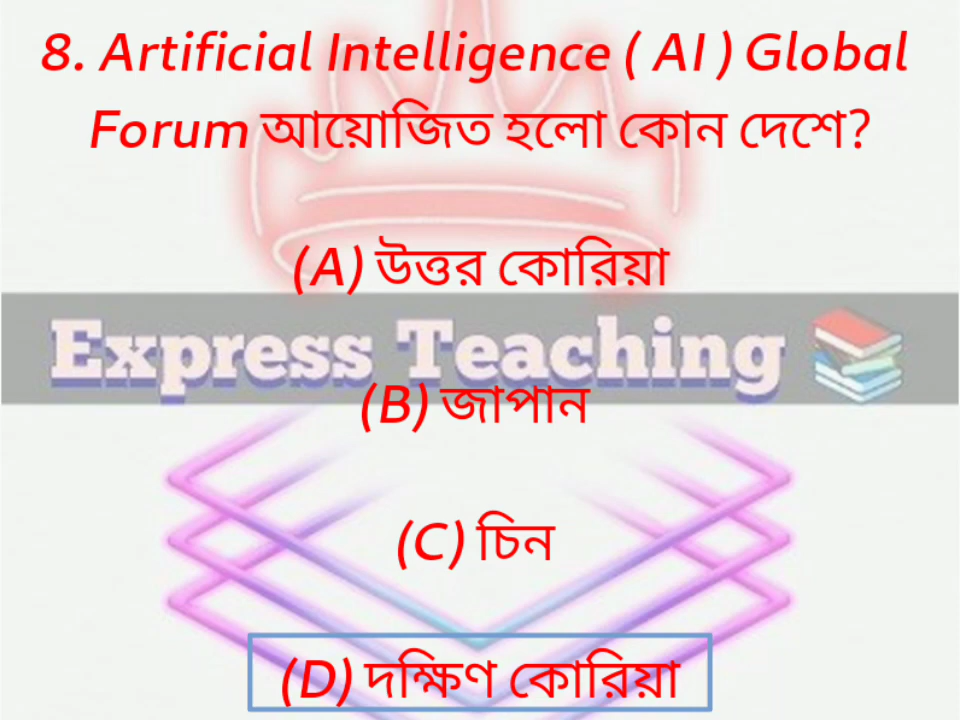 8. Artificial Intelligence ( AI ) Global
Forum আয়োজিত হলো কোন দেশে?
(A) উত্তর কোরিয়া
Express Teaching
(B) জাপান
(C) চিন
(D) দক্ষিণ কোরিয়া